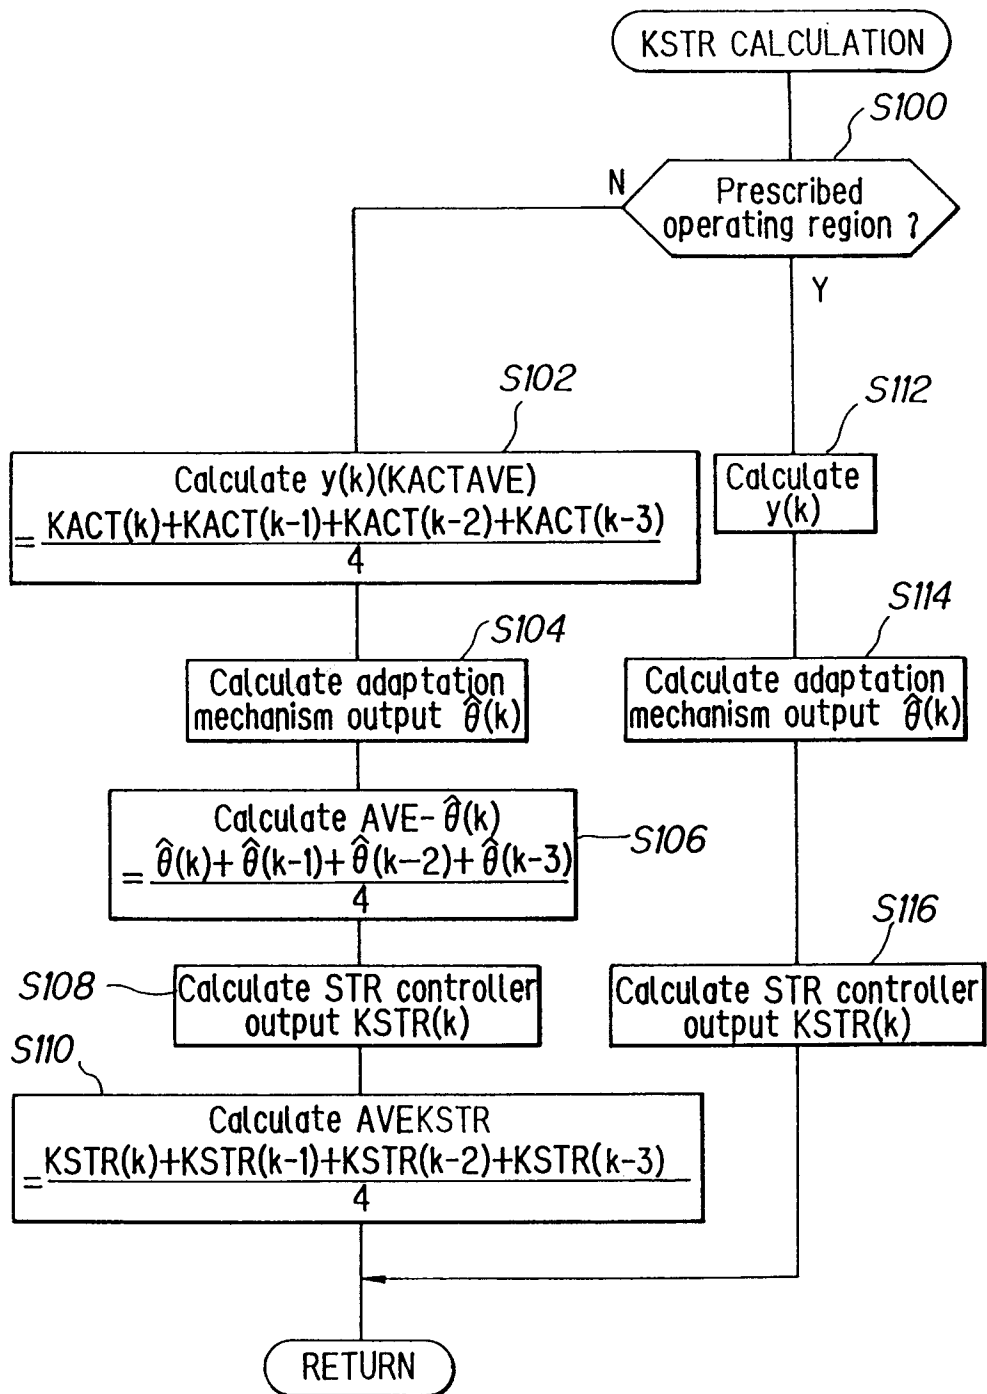 KSTR CALCULATION
S100
Prescribed
operating region ?
N
Y
S102
Calculate y(k)(KACTAVE)
= KACT(k)+KACT(k-1)+KACT(k-2)+KACT(k-3)
4
S104
Calculate adaptation
mechanism output θ̂(k)
Calculate AVE-θ̂(k)
= θ̂(k)+θ̂(k-1)+θ̂(k-2)+θ̂(k-3)
4
S106
S108
Calculate STR controller
output KSTR(k)
S110
Calculate AVEKSTR
= KSTR(k)+KSTR(k-1)+KSTR(k-2)+KSTR(k-3)
4
S112
Calculate
y(k)
S114
Calculate adaptation
mechanism output θ̂(k)
S116
Calculate STR controller
output KSTR(k)
RETURN